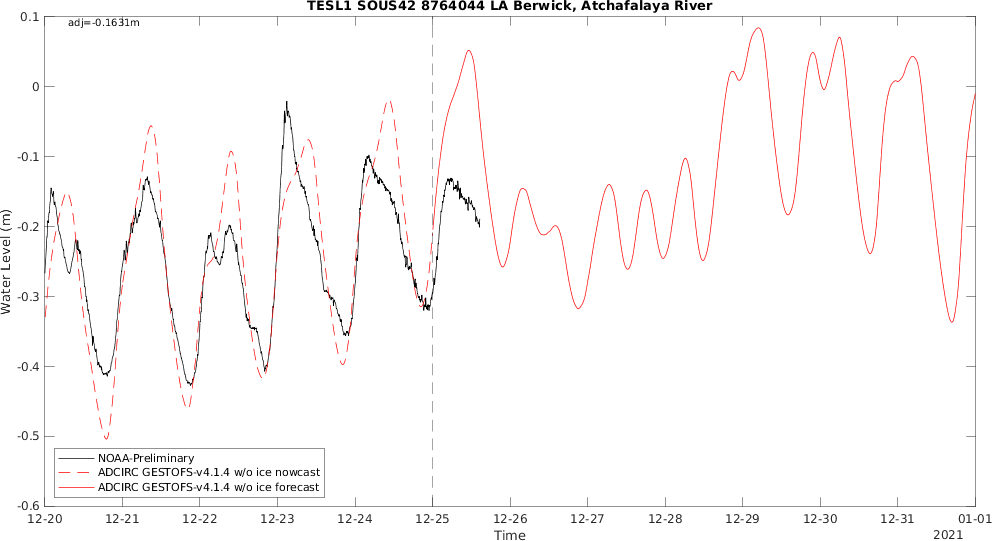 TESL1 SOUS42 8764044 LA Berwick, Atchafalaya River
adj=-0.1631m
0.1
0
-0.1
-0.2
-0.3
-0.4
-0.5
-0.6
Water Level (m)
NOAA-Preliminary
ADCIRC GESTOFS-v4.1.4 w/o ice nowcast
ADCIRC GESTOFS-v4.1.4 w/o ice forecast
12-20 12-21 12-22 12-23 12-24 12-25 12-26 12-27 12-28 12-29 12-30 12-31 01-01
Time
2021